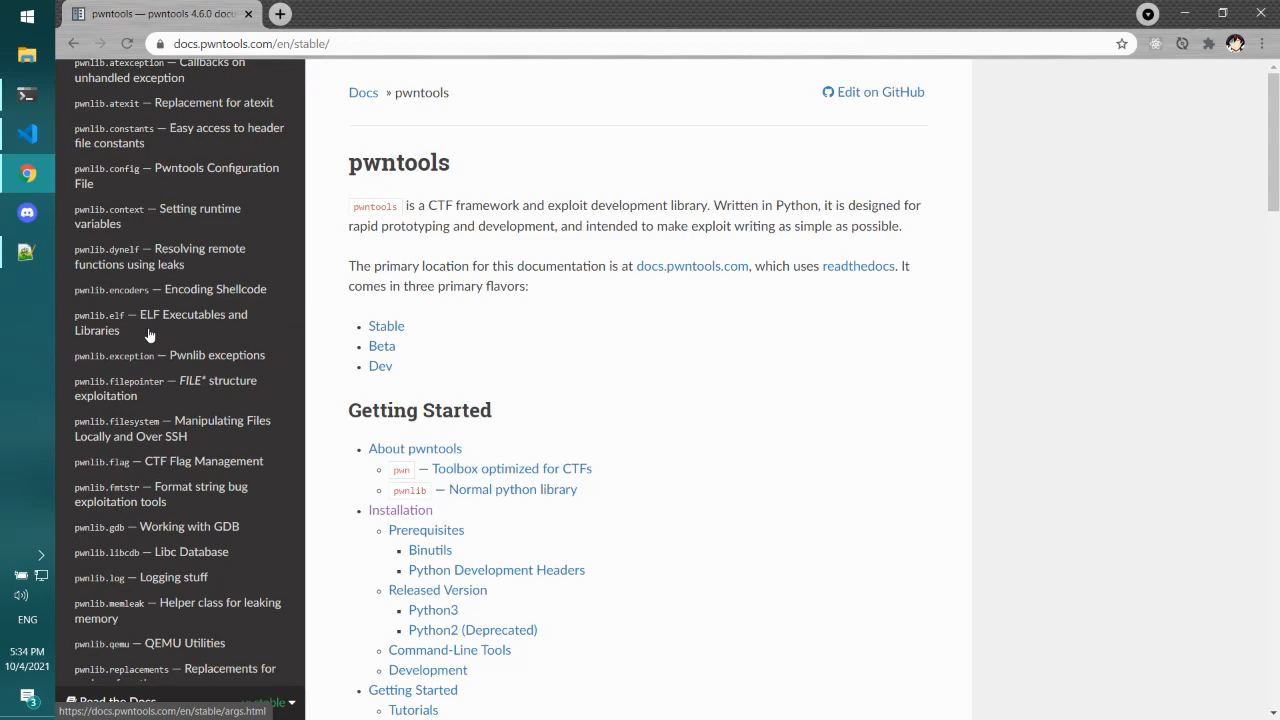 pwntools — pwntools 4.6.0 docu
docs.pwntools.com/en/stable/
pwnlib.atexception — Callbacks on
unhandled exception
pwnlib.atexit — Replacement for atexit
pwnlib.constants — Easy access to header
file constants
pwnlib.config — Pwntools Configuration
File
pwnlib.context — Setting runtime
variables
pwnlib.dynelf — Resolving remote
functions using leaks
pwnlib.encoders — Encoding Shellcode
pwnlib.elf — ELF Executables and
Libraries
pwnlib.exception — Pwnlib exceptions
pwnlib.filepointer — FILE* structure
exploitation
pwnlib.filesystem — Manipulating Files
Locally and Over SSH
pwnlib.flag — CTF Flag Management
pwnlib.fmtstr — Format string bug
exploitation tools
pwnlib.gdb — Working with GDB
pwnlib.libcdb — Libc Database
pwnlib.log — Logging stuff
pwnlib.memleak — Helper class for leaking
memory
pwnlib.qemu — QEMU Utilities
pwnlib.replacements — Replacements for
Read the Docs
stable
https://docs.pwntools.com/en/stable/args.html
Docs » pwntools
Edit on GitHub
pwntools
pwntools is a CTF framework and exploit development library. Written in Python, it is designed for
rapid prototyping and development, and intended to make exploit writing as simple as possible.
The primary location for this documentation is at docs.pwntools.com, which uses readthedocs. It
comes in three primary flavors:
• Stable
• Beta
• Dev
Getting Started
• About pwntools
◦ pwn — Toolbox optimized for CTFs
◦ pwnlib — Normal python library
• Installation
◦ Prerequisites
▪ Binutils
▪ Python Development Headers
◦ Released Version
▪ Python3
▪ Python2 (Deprecated)
◦ Command-Line Tools
◦ Development
• Getting Started
◦ Tutorials
ENG
5:34 PM
10/4/2021
3